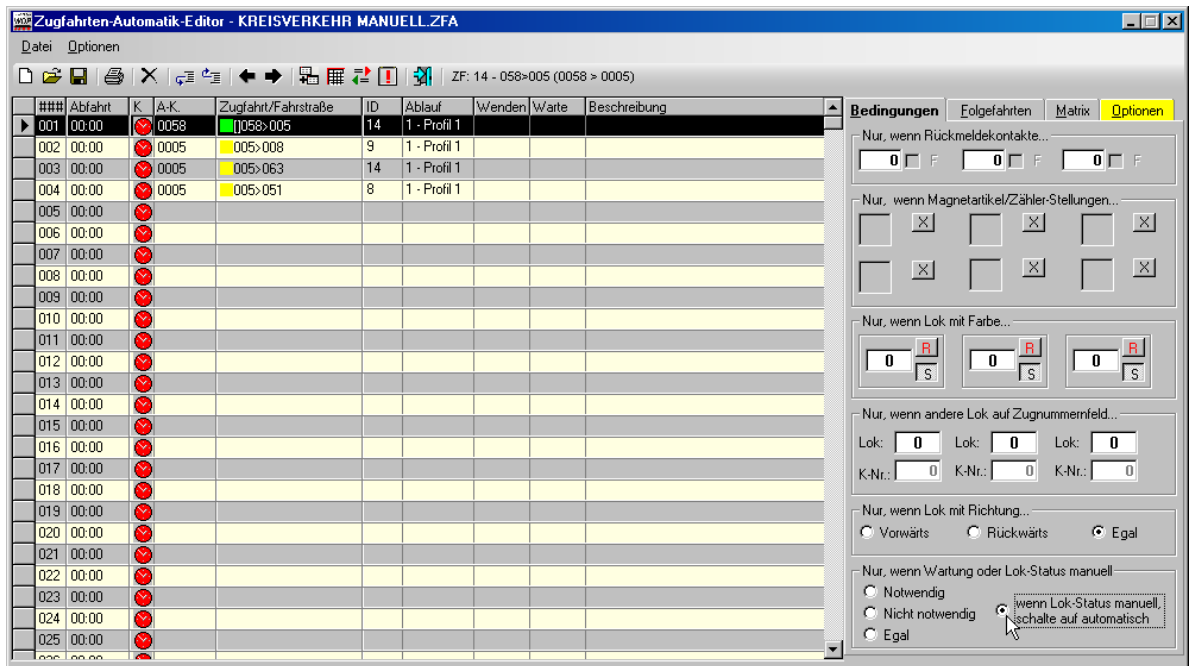 Zugfahrten-Automatik-Editor - KREISVERKEHR MANUELL.ZFA
Datei Optionen
ZF: 14 - 058>005 (0058 > 0005)
### Abfahrt K A-K. Zugfahrt/Fahrstraße ID Ablauf Wenden Warte Beschreibung
001 00:00 0058 []058>005 14 1 - Profil 1
002 00:00 0005 005>008 9 1 - Profil 1
003 00:00 0005 005>063 14 1 - Profil 1
004 00:00 0005 005>051 8 1 - Profil 1
005 00:00
006 00:00
007 00:00
008 00:00
009 00:00
010 00:00
011 00:00
012 00:00
013 00:00
014 00:00
015 00:00
016 00:00
017 00:00
018 00:00
019 00:00
020 00:00
021 00:00
022 00:00
023 00:00
024 00:00
025 00:00
Bedingungen Folgefahrten Matrix Optionen
Nur, wenn Rückmeldekontakte...
0 F 0 F 0 F
Nur, wenn Magnetartikel/Zähler-Stellungen...
X X X
X X X
Nur, wenn Lok mit Farbe...
R R R
0 0 0
S S S
Nur, wenn andere Lok auf Zugnummernfeld...
Lok: 0 Lok: 0 Lok: 0
K-Nr.: 0 K-Nr.: 0 K-Nr.: 0
Nur, wenn Lok mit Richtung...
Vorwärts Rückwärts Egal
Nur, wenn Wartung oder Lok-Status manuell
Notwendig
Nicht notwendig
Egal
wenn Lok-Status manuell,
schalte auf automatisch